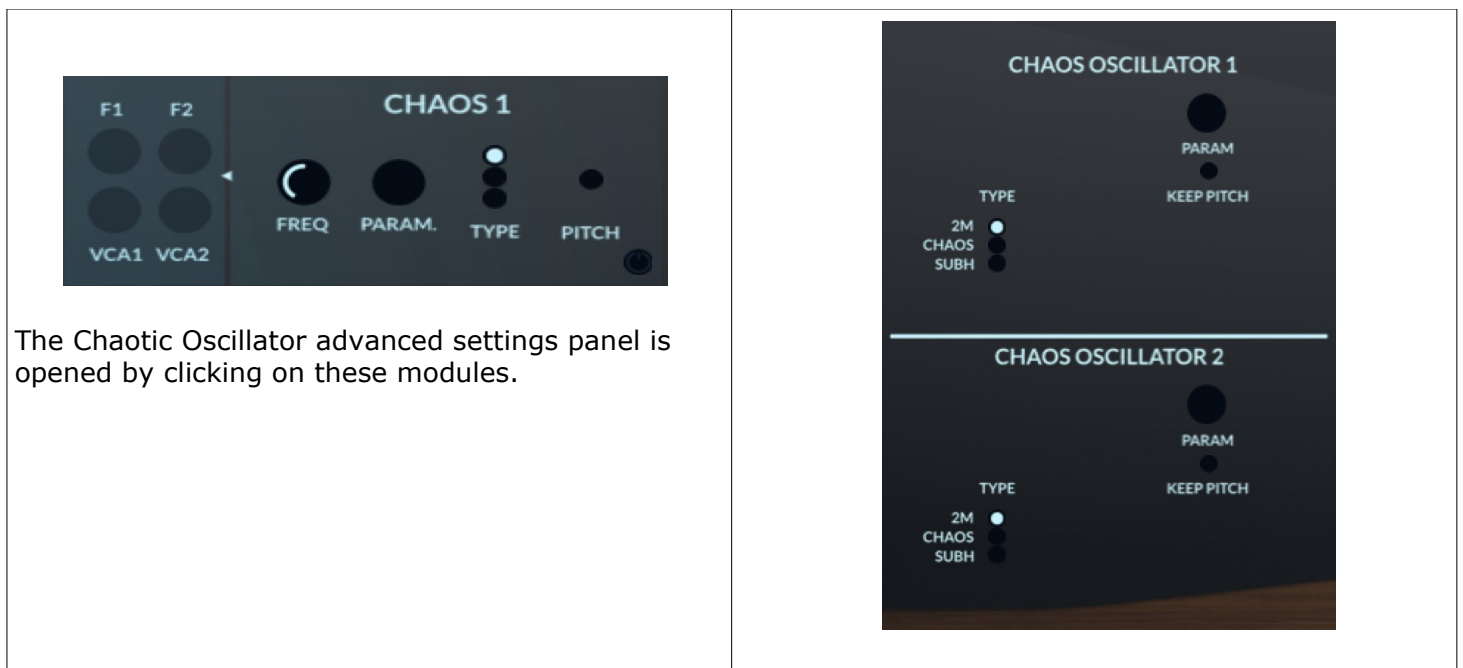 F1 F2
CHAOS 1
FREQ PARAM. TYPE PITCH
VCA1 VCA2
The Chaotic Oscillator advanced settings panel is
opened by clicking on these modules.
CHAOS OSCILLATOR 1
PARAM
KEEP PITCH
TYPE
2M
CHAOS
SUBH
CHAOS OSCILLATOR 2
PARAM
KEEP PITCH
TYPE
2M
CHAOS
SUBH